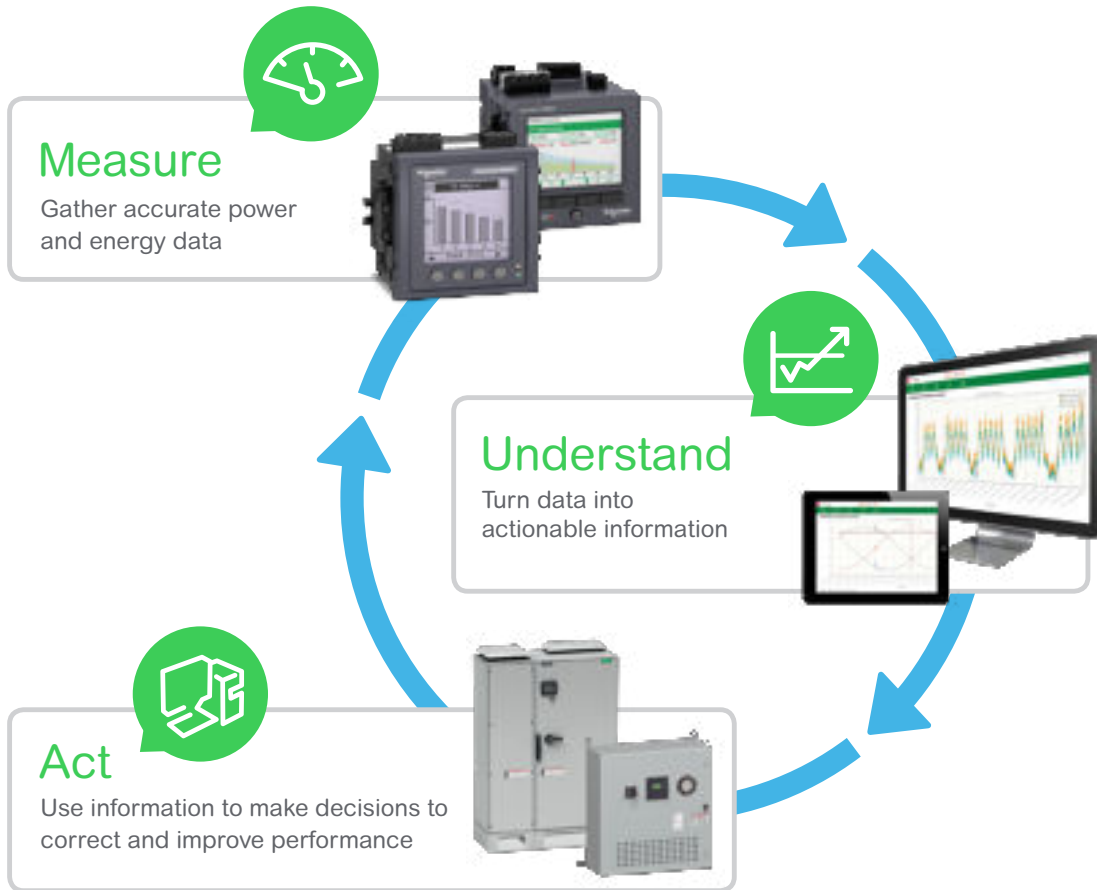 Measure
Gather accurate power
and energy data
Understand
Turn data into
actionable information
Act
Use information to make decisions to
correct and improve performance